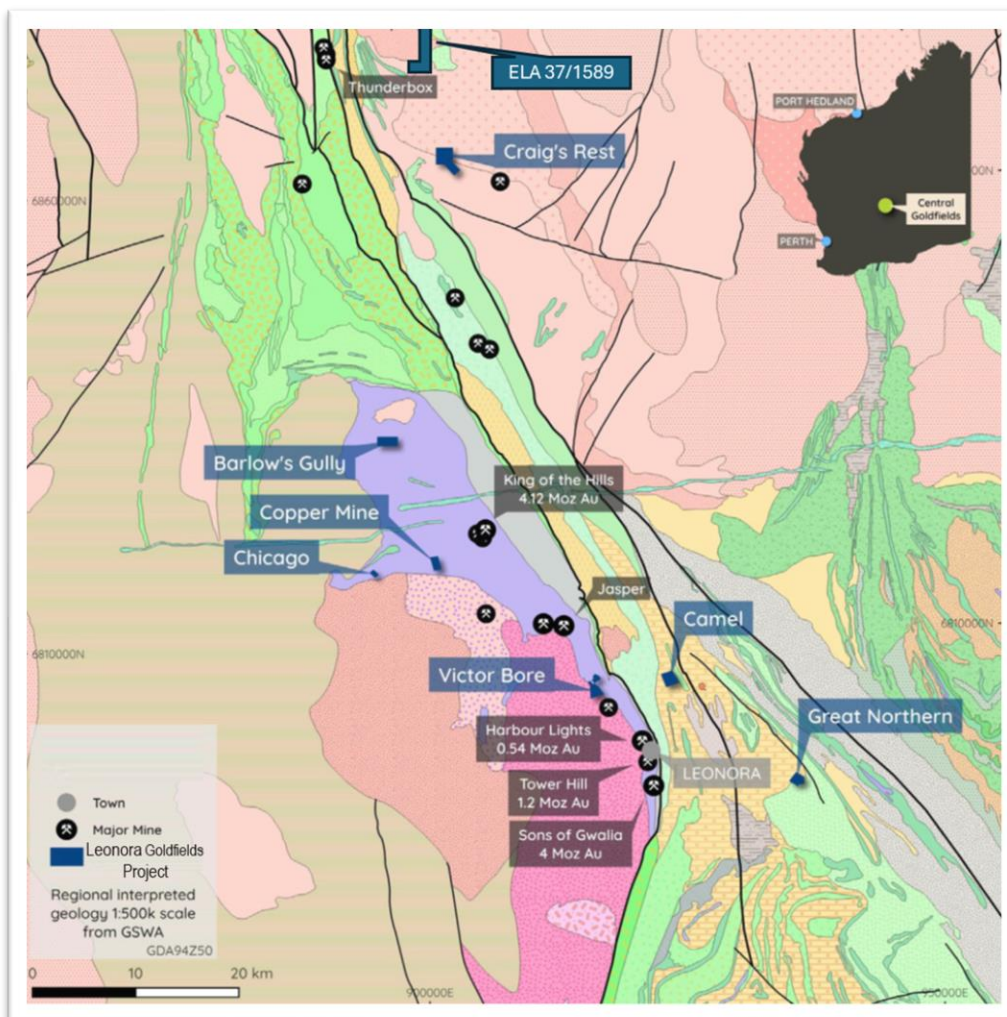 ELA 37/1589
Thunderbox
PORT HEDLAND
Craig's Rest
6860000N
Central
Goldfields
PERTH
Barlow's Gully
King of the Hills
4.12 Moz Au
Copper Mine
Chicago
Jasper
Camel
6810000N
6810000N
Victor Bore
Great Northern
Harbour Lights
0.54 Moz Au
LEONORA
Tower Hill
1.2 Moz Au
Sons of Gwalia
4 Moz Au
Town
Major Mine
Leonora Goldfields
Project
Regional interpreted
geology 1:500k scale
from GSWA
GDA94Z50
0 10 20 km
900000E
950000E